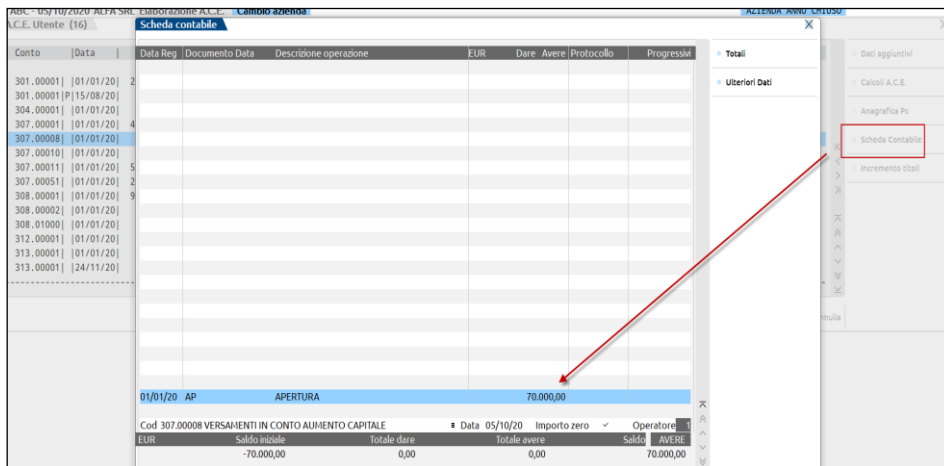 ABC - 05/10/2020 ALFA SRL Elaborazione A.C.E. Cambio azienda AZIENDA ANNO CHIUSO
A.C.E. Utente (16) Scheda contabile X
Conto |Data | Data Reg Documento Data Descrizione operazione EUR Dare Avere Protocollo Progressivi Totali Dati aggiuntivi
301.00001| |01/01/20| 2 Ulteriori Dati Calcoli A.C.E.
301.00001|P|15/08/20|
304.00001| |01/01/20| Anagrafica Pc
307.00001| |01/01/20| 4
307.00008| |01/01/20| Scheda Contabile
307.00010| |01/01/20|
307.00011| |01/01/20| 5 Incremento titoli
307.00051| |01/01/20| 2
308.00001| |01/01/20| 9
308.00002| |01/01/20|
308.01000| |01/01/20|
312.00001| |01/01/20|
313.00001| |01/01/20|
313.00001| |24/11/20|
nnulla
01/01/20 AP APERTURA 70.000,00
Cod 307.00008 VERSAMENTI IN CONTO AUMENTO CAPITALE Data 05/10/20 Importo zero Operatore 1
EUR Saldo iniziale Totale dare Totale avere Saldo AVERE
-70.000,00 0,00 0,00 70.000,00